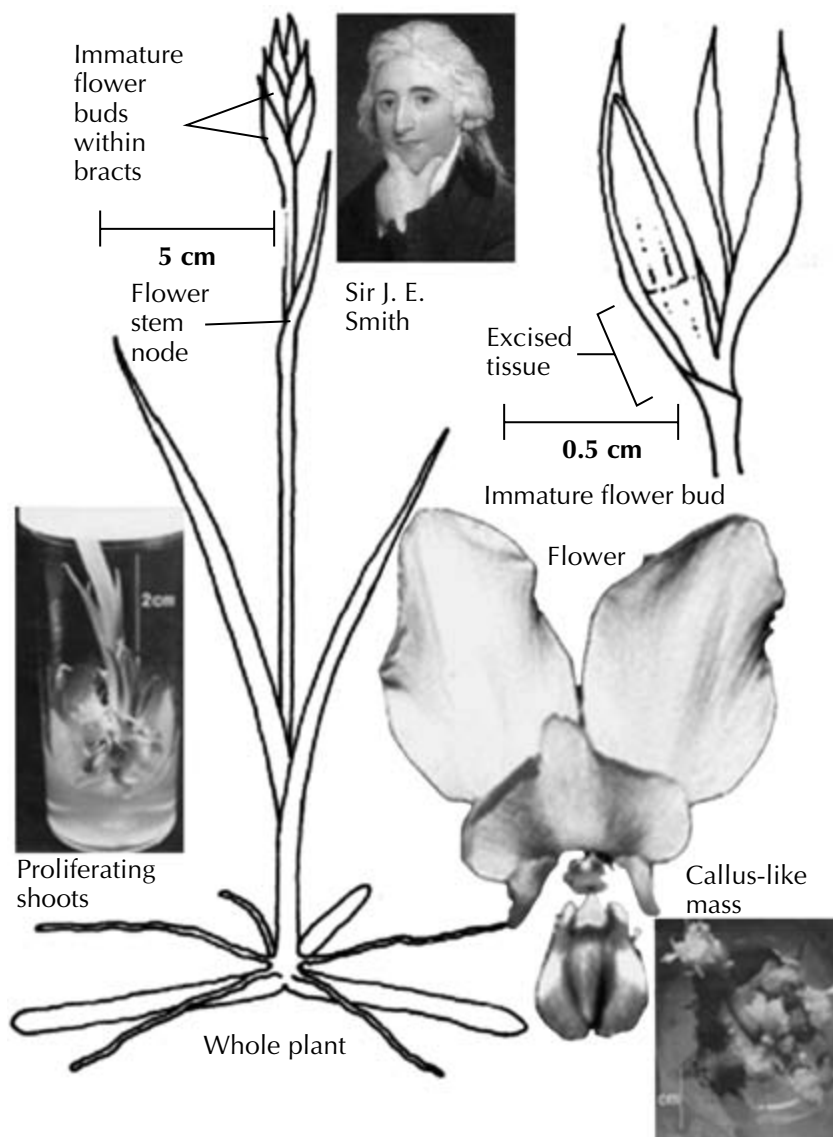 Immature
flower
buds
within
bracts
5 cm
Flower
stem
node
Sir J. E.
Smith
Excised
tissue
0.5 cm
Immature flower bud
Flower
2cm
Proliferating
shoots
Callus-like
mass
Whole plant
cm